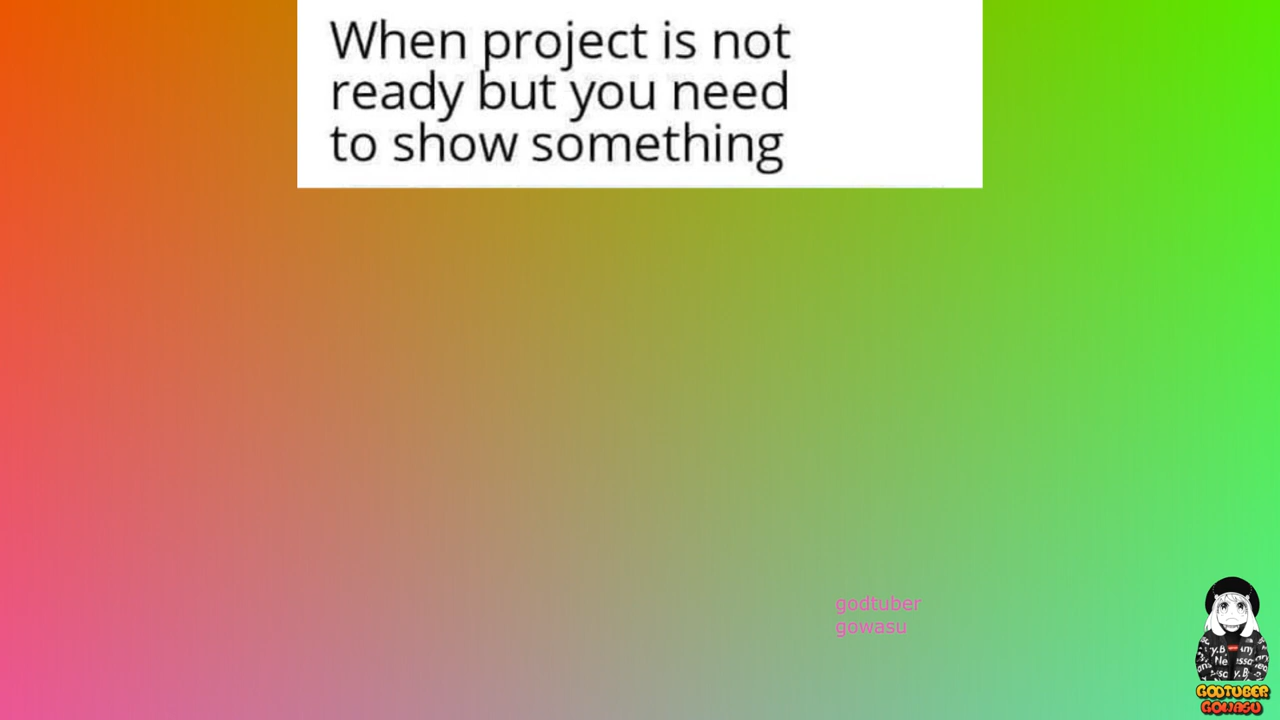 When project is not
ready but you need
to show something
godtuber
gowasu
GODTUBER
GOWASU